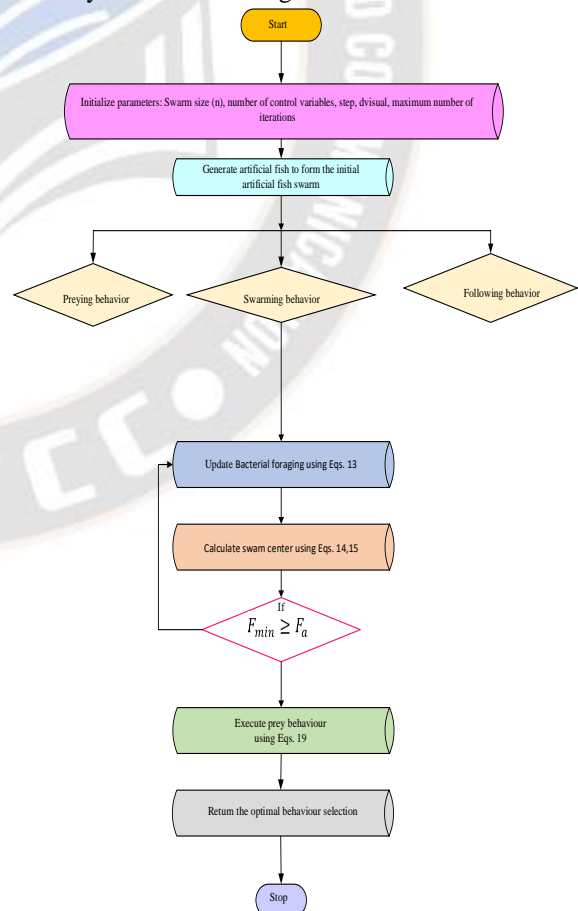 Start
Initialize parameters: Swarm size (n), number of control variables, step, dvisual, maximum number of
iterations
Generate artificial fish to form the initial
artificial fish swarm
Preying behavior
Swarming behavior
Following behavior
Update Bacterial foraging using Eqs. 13
Calculate swam center using Eqs. 14,15
If
F_min ≥ F_a
Execute prey behaviour
using Eqs. 19
Return the optimal behaviour selection
Stop